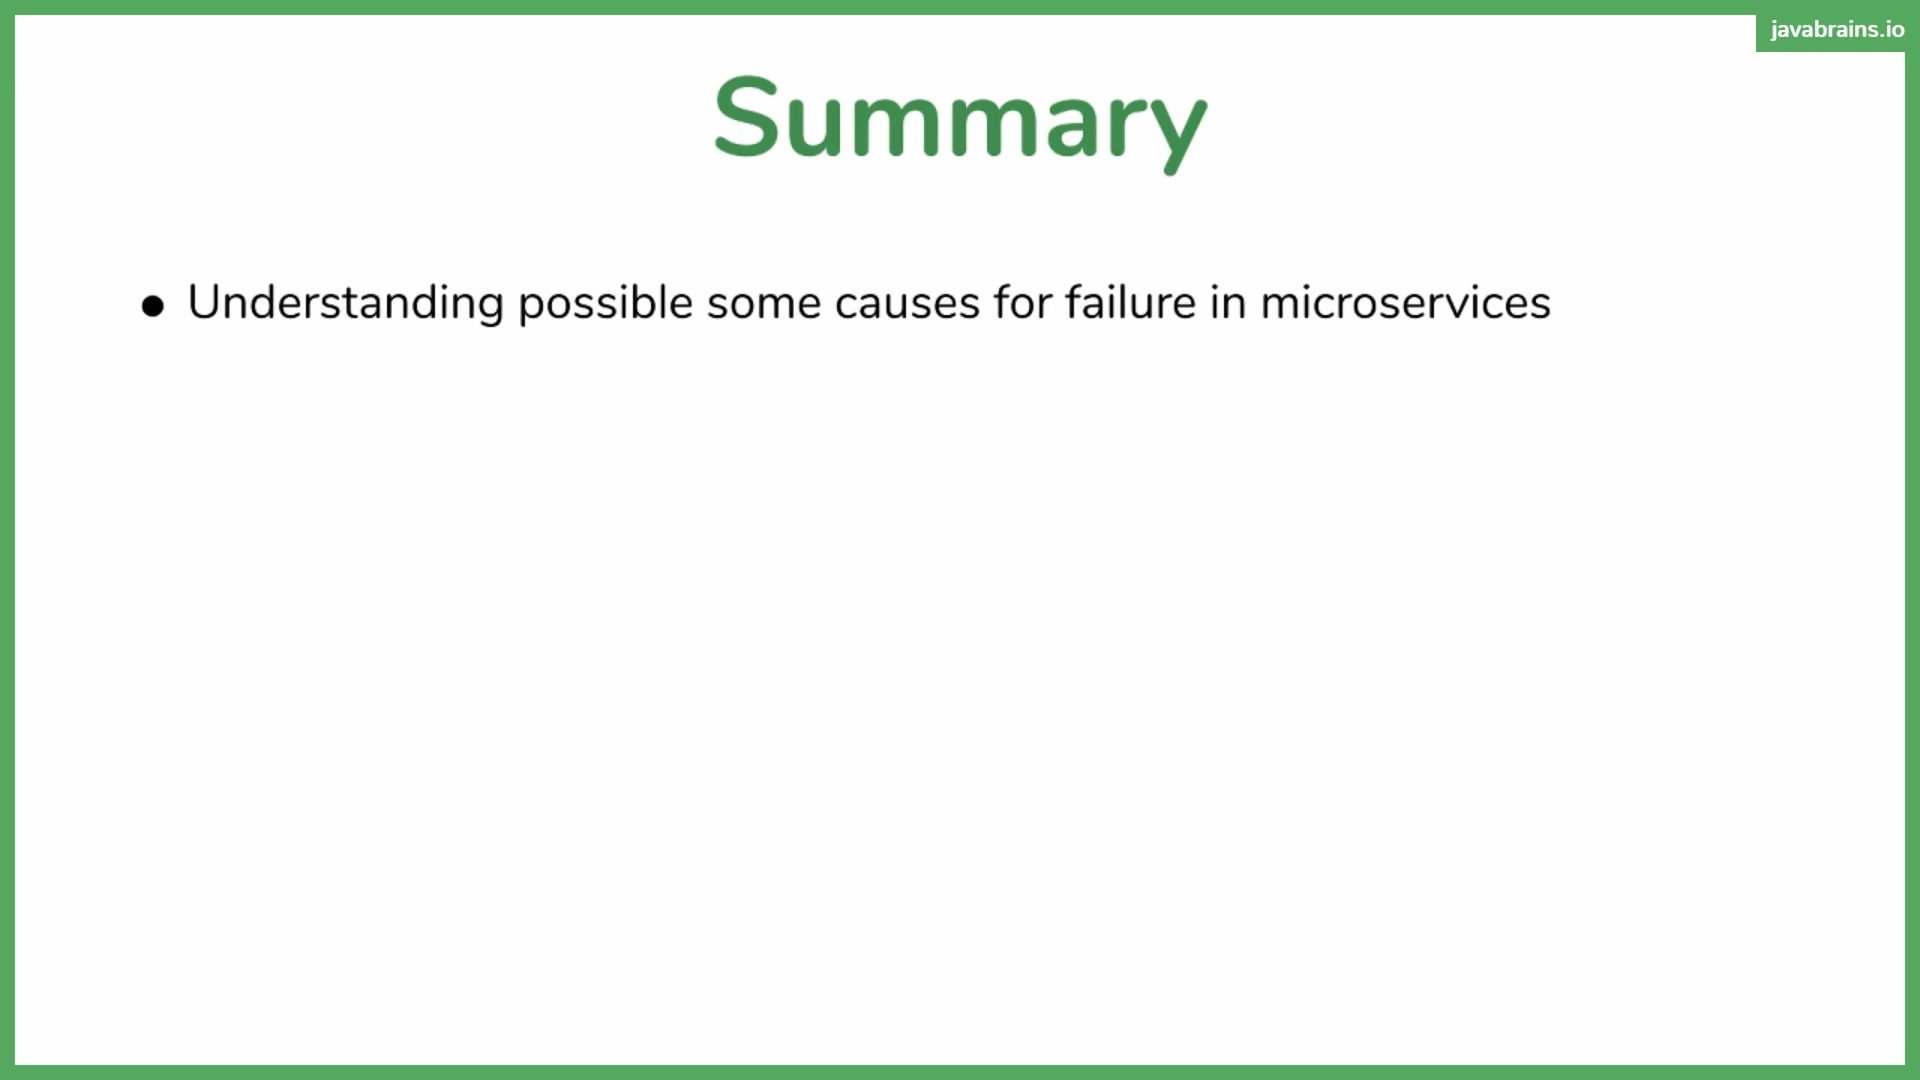 javabrains.io
Summary
● Understanding possible some causes for failure in microservices